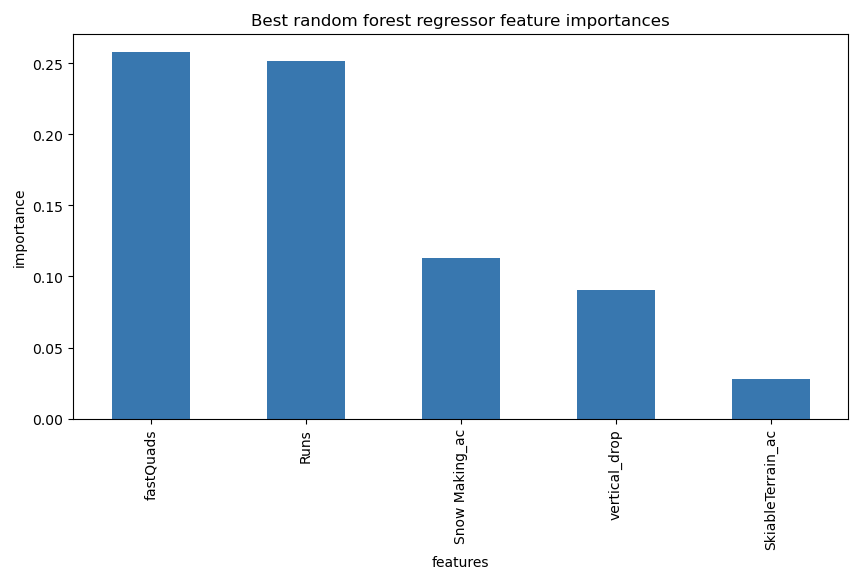 Best random forest regressor feature importances
importance
0.25
0.20
0.15
0.10
0.05
0.00
fastQuads
Runs
Snow Making_ac
vertical_drop
SkiableTerrain_ac
features